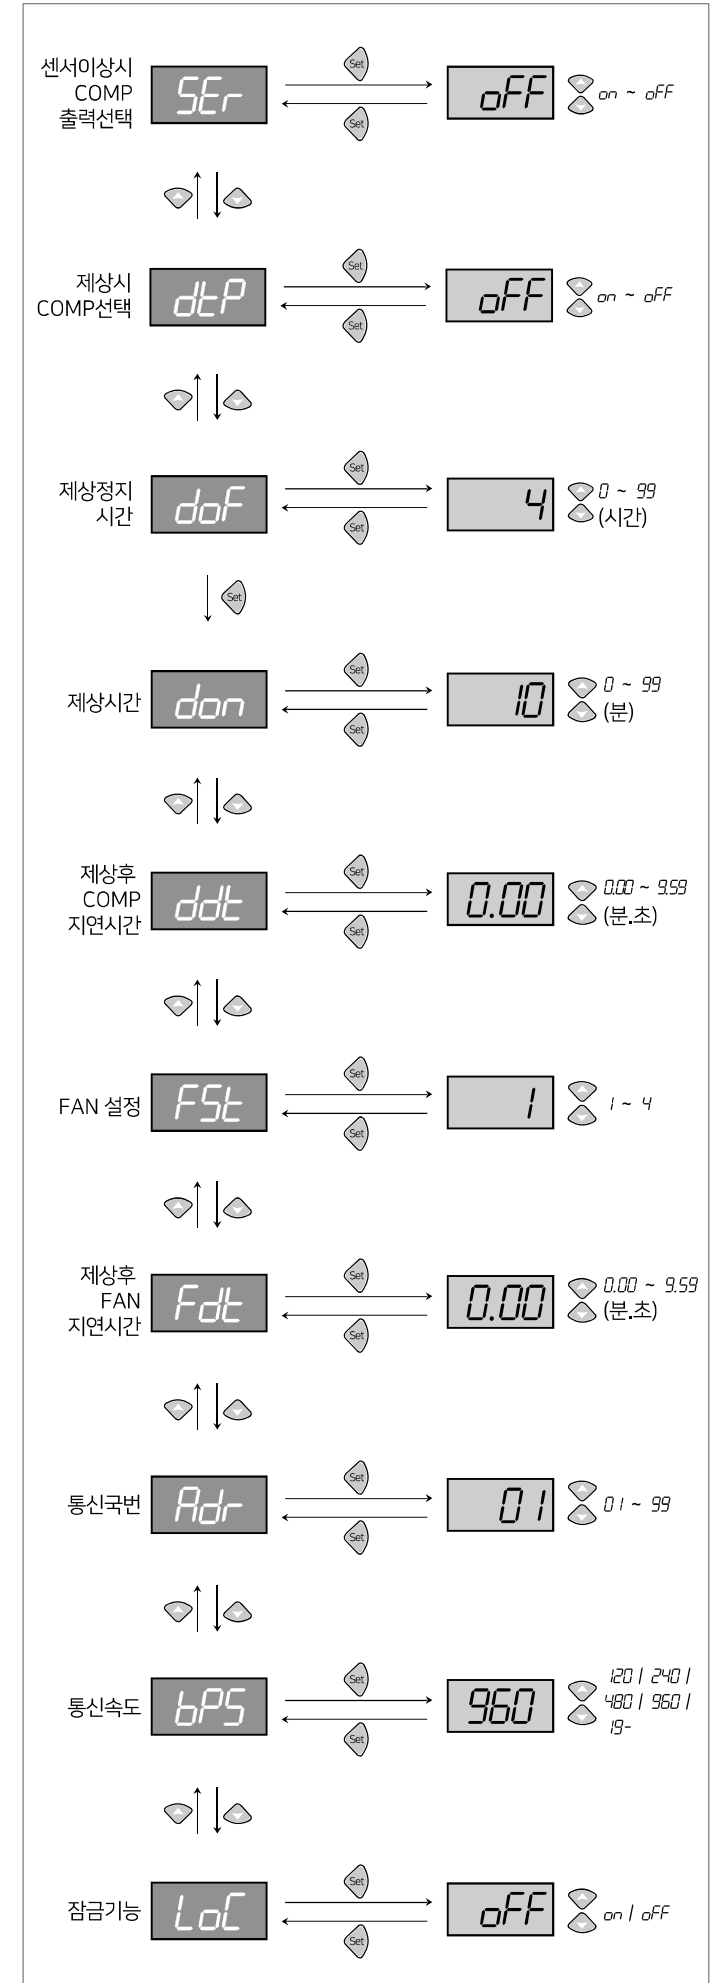 센서이상시
COMP
출력선택
SEr
Set
Set
oFF
on ~ oFF
제상시
COMP선택
dtP
Set
Set
oFF
on ~ oFF
제상정지
시간
doF
Set
Set
4
0 ~ 99
(시간)
Set
제상시간
don
Set
Set
10
0 ~ 99
(분)
제상후
COMP
지연시간
ddt
Set
Set
0.00
0.00 ~ 9.59
(분.초)
FAN 설정
FSt
Set
Set
1
1 ~ 4
제상후
FAN
지연시간
Fdt
Set
Set
0.00
0.00 ~ 9.59
(분.초)
통신국번
Adr
Set
Set
01
01 ~ 99
통신속도
bPS
Set
Set
960
120 | 240 |
480 | 960 |
19-
잠금기능
LoC
Set
Set
oFF
on | oFF